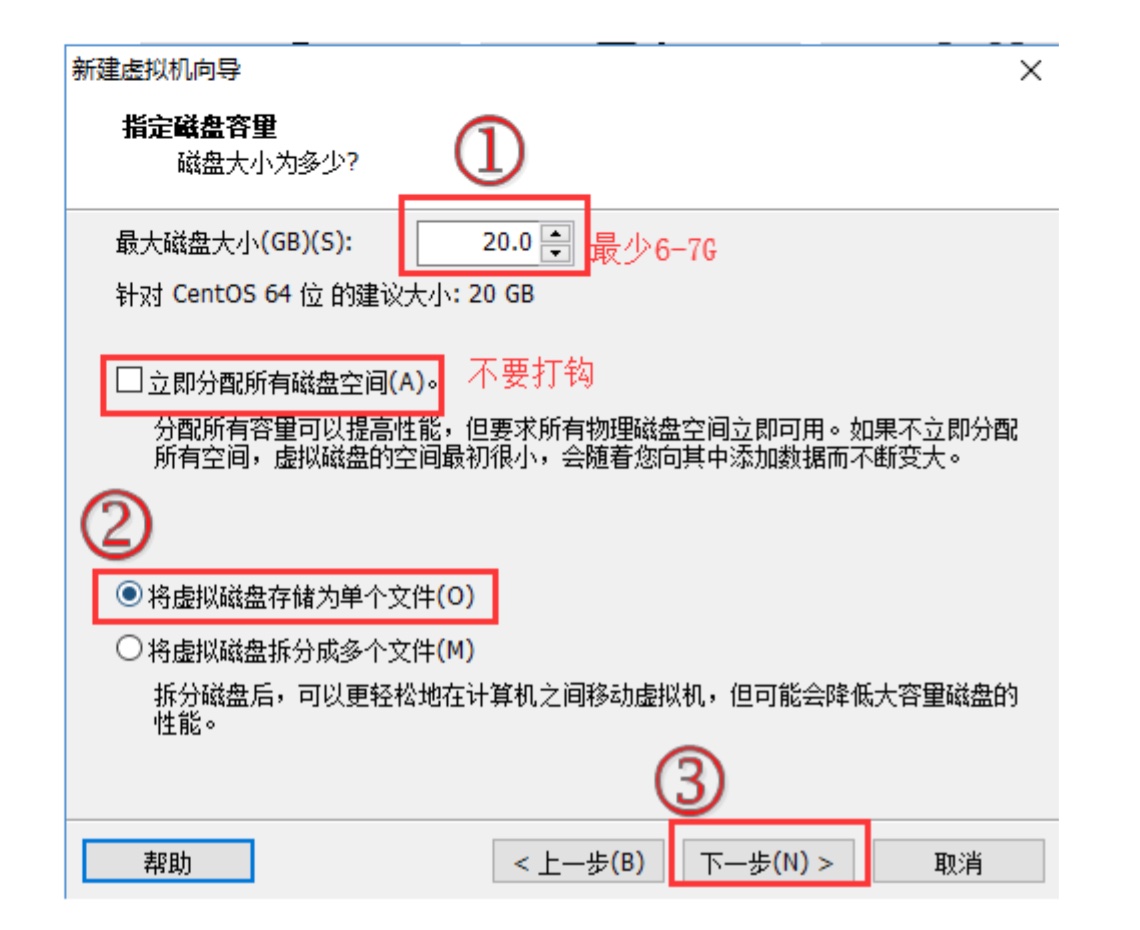 新建虚拟机向导
指定磁盘容量
磁盘大小为多少?
①
最大磁盘大小(GB)(S): 20.0 最少6-7G
针对 CentOS 64 位 的建议大小: 20 GB
立即分配所有磁盘空间(A)。 不要打钩
分配所有容量可以提高性能，但要求所有物理磁盘空间立即可用。如果不立即分配
所有空间，虚拟磁盘的空间最初很小，会随着您向其中添加数据而不断变大。
②
将虚拟磁盘存储为单个文件(O)
将虚拟磁盘拆分成多个文件(M)
拆分磁盘后，可以更轻松地在计算机之间移动虚拟机，但可能会降低大容量磁盘的
性能。
③
帮助 < 上一步(B) 下一步(N) > 取消